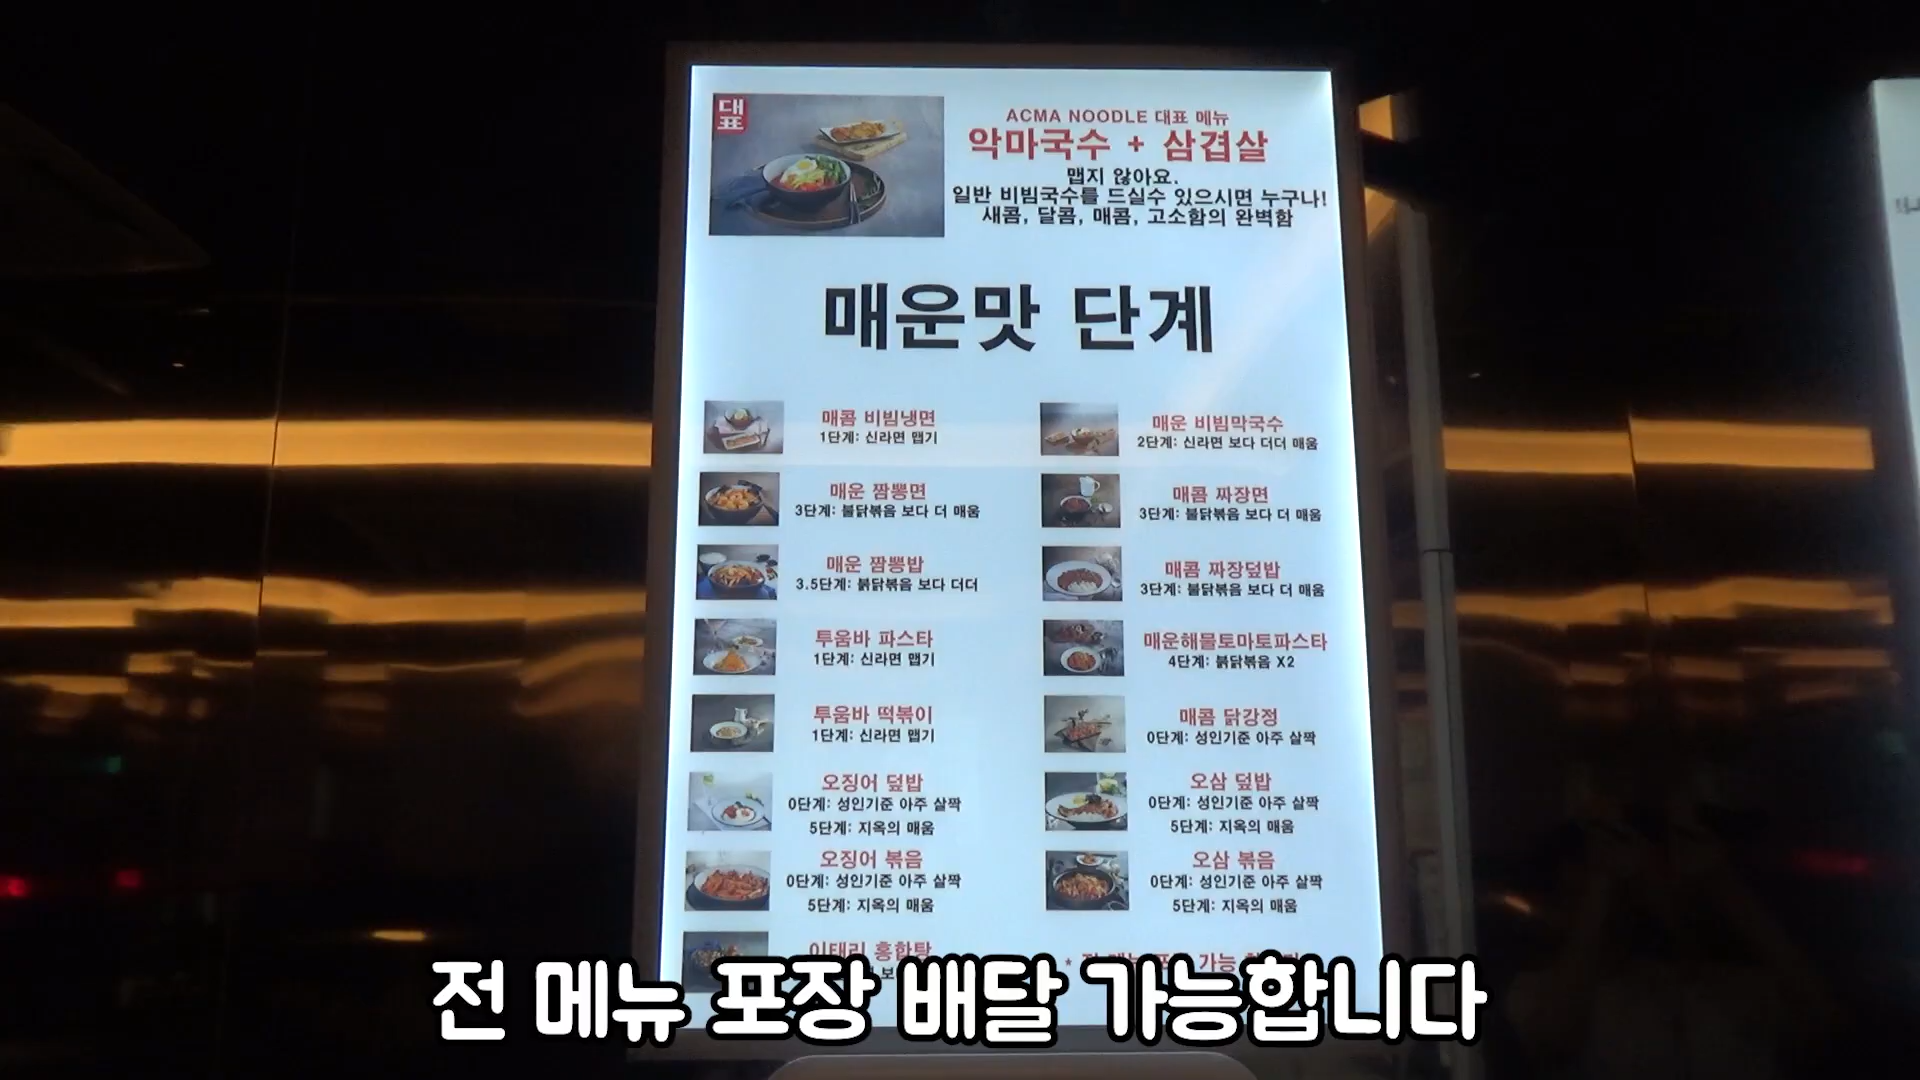 대표
ACMA NOODLE 대표 메뉴
악마국수 + 삼겹살
맵지 않아요.
일반 비빔국수를 드실수 있으시면 누구나!
새콤, 달콤, 매콤, 고소함의 완벽함
매운맛 단계
매콤 비빔냉면
1단계: 신라면 맵기
매운 비빔막국수
2단계: 신라면 보다 더더 매움
매운 짬뽕면
3단계: 불닭볶음 보다 더 매움
매콤 짜장면
3단계: 불닭볶음 보다 더 매움
매운 짬뽕밥
3.5단계: 붉닭볶음 보다 더더
매콤 짜장덮밥
3단계: 불닭볶음 보다 더 매움
투움바 파스타
1단계: 신라면 맵기
매운해물토마토파스타
4단계: 붉닭볶음 X2
투움바 떡볶이
1단계: 신라면 맵기
매콤 닭강정
0단계: 성인기준 아주 살짝
오징어 덮밥
0단계: 성인기준 아주 살짝
5단계: 지옥의 매움
오삼 덮밥
0단계: 성인기준 아주 살짝
5단계: 지옥의 매움
오징어 볶음
0단계: 성인기준 아주 살짝
5단계: 지옥의 매움
오삼 볶음
0단계: 성인기준 아주 살짝
5단계: 지옥의 매움
이태리 홍합탕
가능
전 메뉴 포장 배달 가능합니다